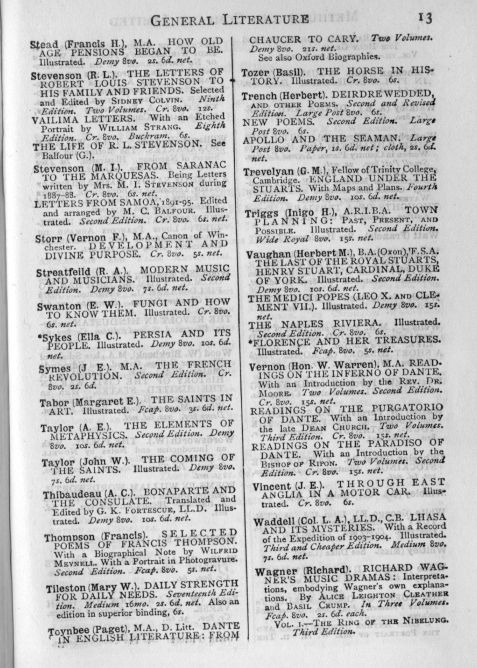 GENERAL LITERATURE
13
Stead (Francis H.), M.A. HOW OLD
AGE PENSIONS BEGAN TO BE.
Illustrated. Demy 8vo. 2s. 6d. net.
Stevenson (R. L.). THE LETTERS OF
ROBERT LOUIS STEVENSON TO
HIS FAMILY AND FRIENDS. Selected
and Edited by SIDNEY COLVIN. Ninth
Edition. Two Volumes. Cr. 8vo. 12s.
VAILIMA LETTERS. With an Etched
Portrait by WILLIAM STRANG. Eighth
Edition. Cr. 8vo. Buckram. 6s.
THE LIFE OF R. L. STEVENSON. See
Balfour (G.).
Stevenson (M. I.). FROM SARANAC
TO THE MARQUESAS. Being Letters
written by Mrs. M. I. STEVENSON during
1887-88. Cr. 8vo. 6s. net.
LETTERS FROM SAMOA, 1891-95. Edited
and arranged by M. C. BALFOUR. Illus-
trated. Second Edition. Cr. 8vo. 6s. net.
Storr (Vernon F.), M.A., Canon of Win-
chester. DEVELOPMENT AND
DIVINE PURPOSE. Cr. 8vo. 5s. net.
Streatfeild (R. A.). MODERN MUSIC
AND MUSICIANS. Illustrated. Second
Edition. Demy 8vo. 7s. 6d. net.
Swanton (E. W.). FUNGI AND HOW
TO KNOW THEM. Illustrated. Cr. 8vo.
6s. net.
*Sykes (Ella C.). PERSIA AND ITS
PEOPLE. Illustrated. Demy 8vo. 10s. 6d.
net.
Symes (J. E.). M.A. THE FRENCH
REVOLUTION. Second Edition. Cr.
8vo. 2s. 6d.
Tabor (Margaret E.). THE SAINTS IN
ART. Illustrated. Fcap. 8vo. 3s. 6d. net.
Taylor (A. E.). THE ELEMENTS OF
METAPHYSICS. Second Edition. Demy
8vo. 10s. 6d. net.
Taylor (John W.). THE COMING OF
THE SAINTS. Illustrated. Demy 8vo.
7s. 6d. net.
Thibaudeau (A. C.). BONAPARTE AND
THE CONSULATE. Translated and
Edited by G. K. FORTESCUE, LL.D. Illus-
trated. Demy 8vo. 10s. 6d. net.
Thompson (Francis). SELECTED
POEMS OF FRANCIS THOMPSON.
With a Biographical Note by WILFRID
MEYNELL. With a Portrait in Photogravure.
Second Edition. Fcap. 8vo. 5s. net.
Tileston (Mary W.). DAILY STRENGTH
FOR DAILY NEEDS. Seventeenth Edi-
tion. Medium 16mo. 2s. 6d. net. Also an
edition in superior binding, 6s.
Toynbee (Paget), M.A., D. Litt. DANTE
IN ENGLISH LITERATURE: FROM
CHAUCER TO CARY. Two Volumes.
Demy 8vo. 21s. net.
See also Oxford Biographies.
Tozer (Basil). THE HORSE IN HIS-
TORY. Illustrated. Cr. 8vo. 6s.
Trench (Herbert). DEIRDRE WEDDED,
AND OTHER POEMS. Second and Revised
Edition. Large Post 8vo. 6s.
NEW POEMS. Second Edition. Large
Post 8vo. 6s.
APOLLO AND THE SEAMAN. Large
Post 8vo. Paper, 1s. 6d. net; cloth, 2s. 6d.
net.
Trevelyan (G. M.), Fellow of Trinity College,
Cambridge. ENGLAND UNDER THE
STUARTS. With Maps and Plans. Fourth
Edition. Demy 8vo. 10s. 6d. net.
Triggs (Inigo H.), A.R.I.B.A. TOWN
PLANNING: PAST, PRESENT, AND
POSSIBLE. Illustrated. Second Edition.
Wide Royal 8vo. 15s. net.
Vaughan (Herbert M.), B.A.(Oxon), F.S.A.
THE LAST OF THE ROYAL STUARTS,
HENRY STUART, CARDINAL, DUKE
OF YORK. Illustrated. Second Edition.
Demy 8vo. 10s. 6d. net.
THE MEDICI POPES (LEO X. AND CLE-
MENT VII.). Illustrated. Demy 8vo. 15s.
net.
THE NAPLES RIVIERA. Illustrated.
Second Edition. Cr. 8vo. 6s.
*FLORENCE AND HER TREASURES.
Illustrated. Fcap. 8vo. 5s. net.
Vernon (Hon. W. Warren), M.A. READ-
INGS ON THE INFERNO OF DANTE.
With an Introduction by the REV. DR.
MOORE. Two Volumes. Second Edition.
Cr. 8vo. 15s. net.
READINGS ON THE PURGATORIO
OF DANTE. With an Introduction by
the late DEAN CHURCH. Two Volumes.
Third Edition. Cr. 8vo. 15s. net.
READINGS ON THE PARADISO OF
DANTE. With an Introduction by the
BISHOP OF RIPON. Two Volumes. Second
Edition. Cr. 8vo. 15s. net.
Vincent (J. E.). THROUGH EAST
ANGLIA IN A MOTOR CAR. Illus-
trated. Cr. 8vo. 6s.
Waddell (Col. L. A.), LL.D., C.B. LHASA
AND ITS MYSTERIES. With a Record
of the Expedition of 1903-1904. Illustrated.
Third and Cheaper Edition. Medium 8vo.
7s. 6d. net.
Wagner (Richard). RICHARD WAG-
NER'S MUSIC DRAMAS: Interpreta-
tions, embodying Wagner's own explana-
tions. By ALICE LEIGHTON CLEATHER
and BASIL CRUMP. In Three Volumes.
Fcap. 8vo. 2s. 6d. each.
VOL. I.—THE RING OF THE NIBELUNG.
Third Edition.